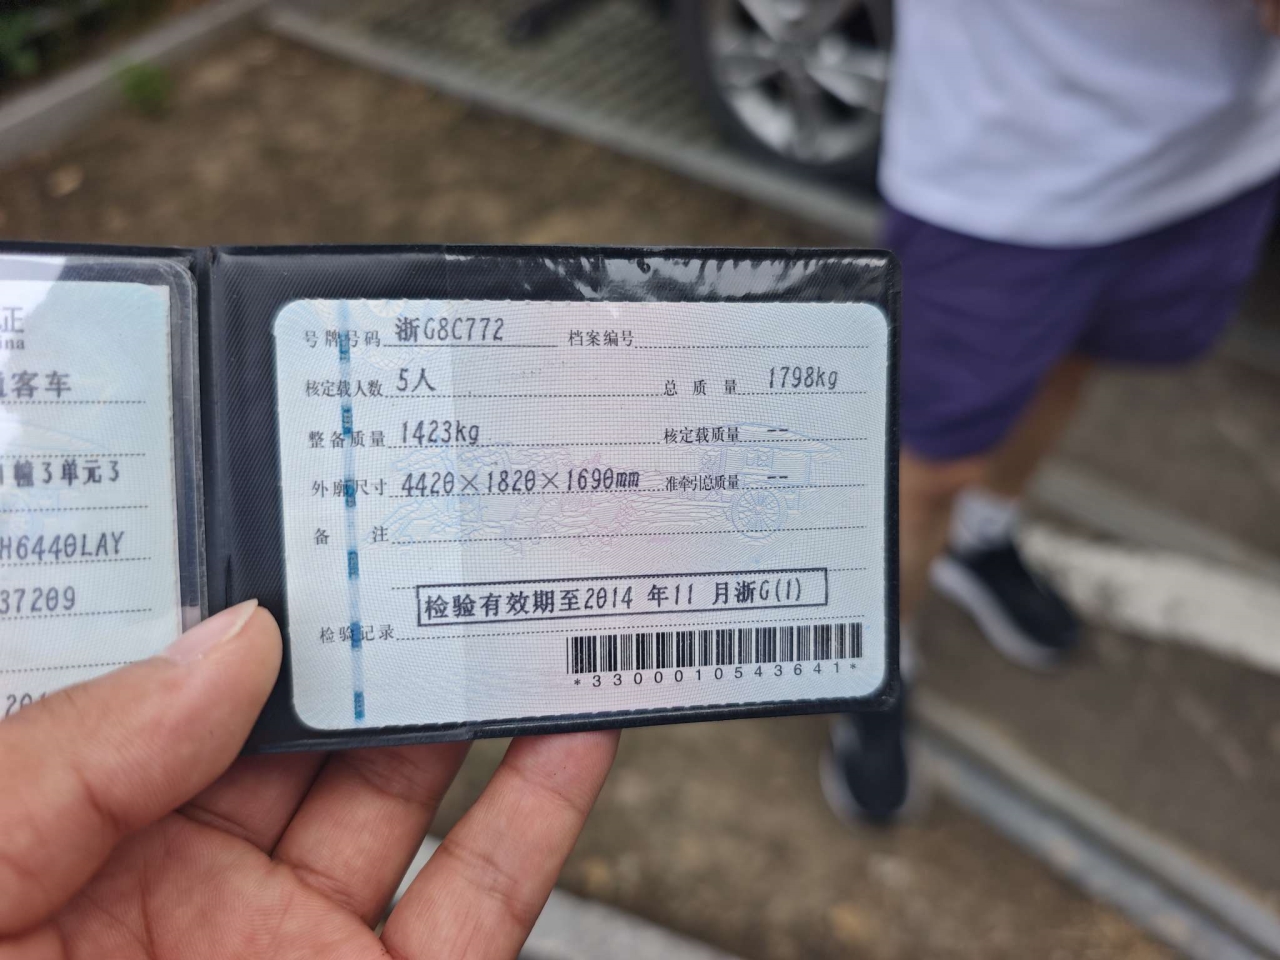 证
ina
客车
幢3单元3
H6440LAY
37209
201
号牌号码 浙G8C772 档案编号
核定载人数 5人 总质量 1798kg
整备质量 1423kg 核定载质量 --
外廓尺寸 4420×1820×1690mm 准牵引总质量 --
备注
检验有效期至2014 年11 月浙G(1)
检验记录
*330001054364 1*